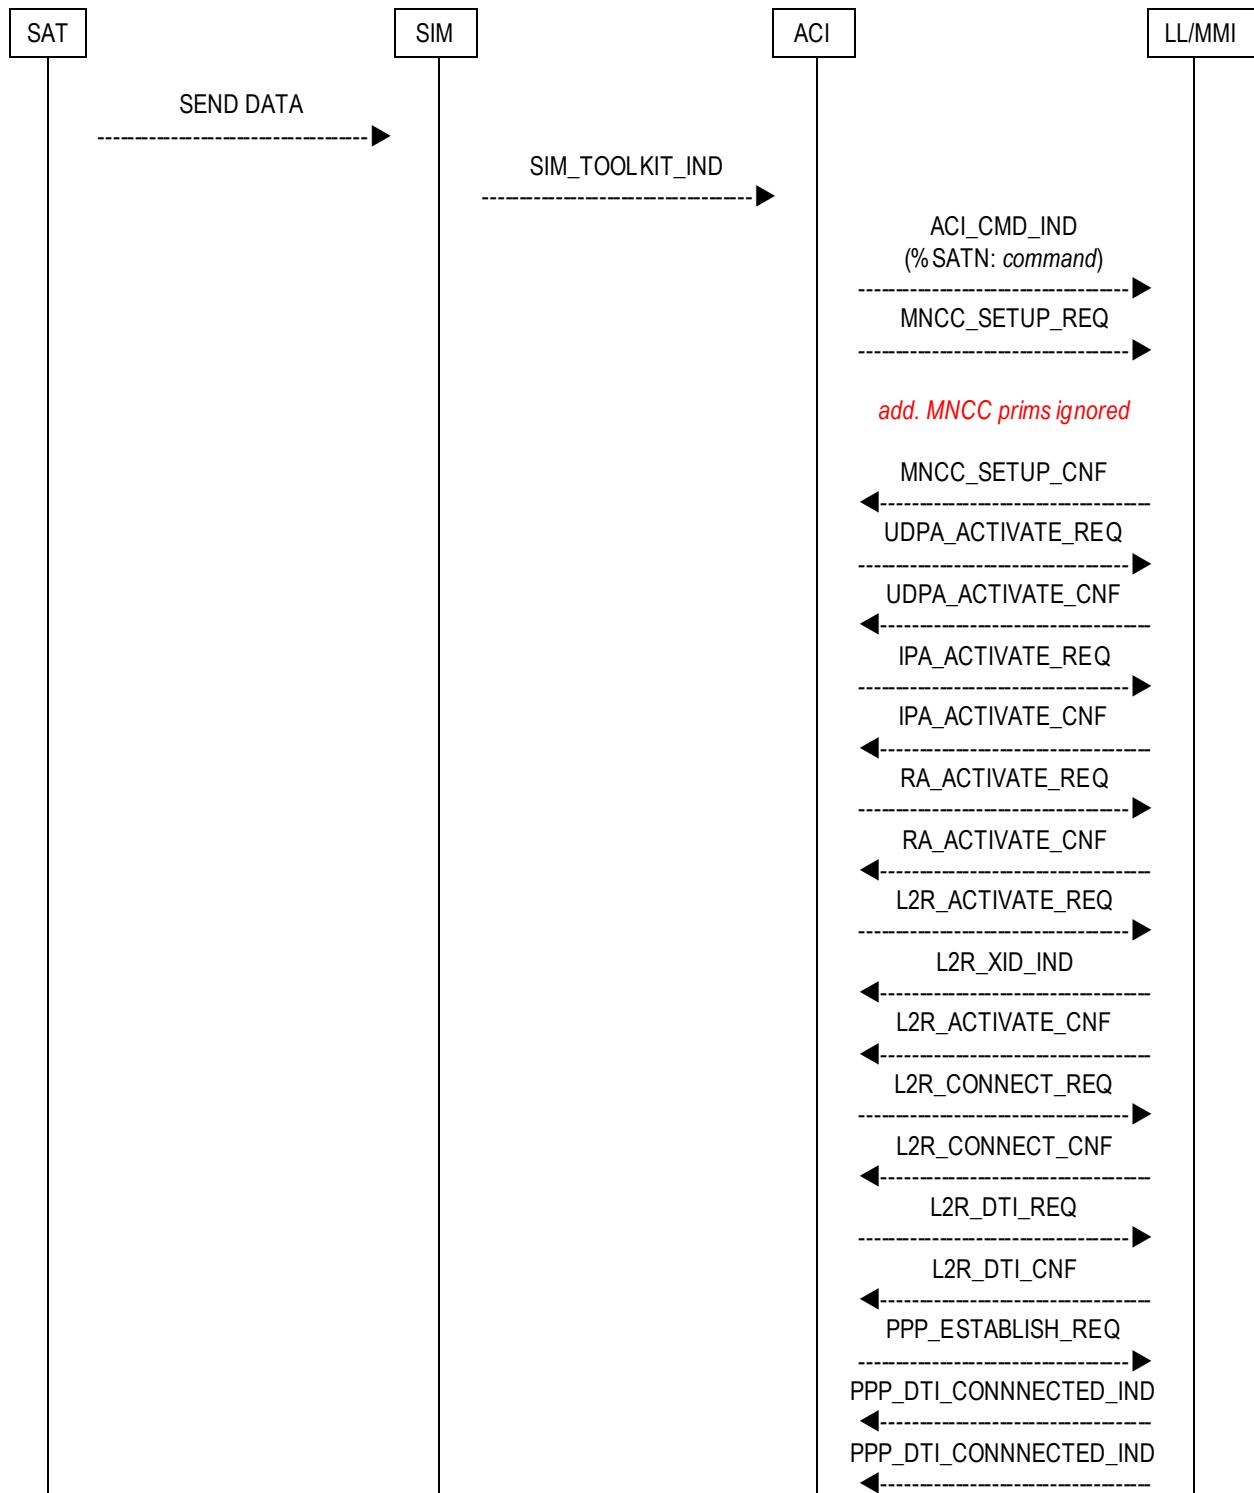 SAT
SIM
ACI
LL/MMI
SEND DATA
SIM_TOOLKIT_IND
ACI_CMD_IND
(%SATN: command)
MNCC_SETUP_REQ
add. MNCC prims ignored
MNCC_SETUP_CNF
UDPA_ACTIVATE_REQ
UDPA_ACTIVATE_CNF
IPA_ACTIVATE_REQ
IPA_ACTIVATE_CNF
RA_ACTIVATE_REQ
RA_ACTIVATE_CNF
L2R_ACTIVATE_REQ
L2R_XID_IND
L2R_ACTIVATE_CNF
L2R_CONNECT_REQ
L2R_CONNECT_CNF
L2R_DTI_REQ
L2R_DTI_CNF
PPP_ESTABLISH_REQ
PPP_DTI_CONNNECTED_IND
PPP_DTI_CONNNECTED_IND